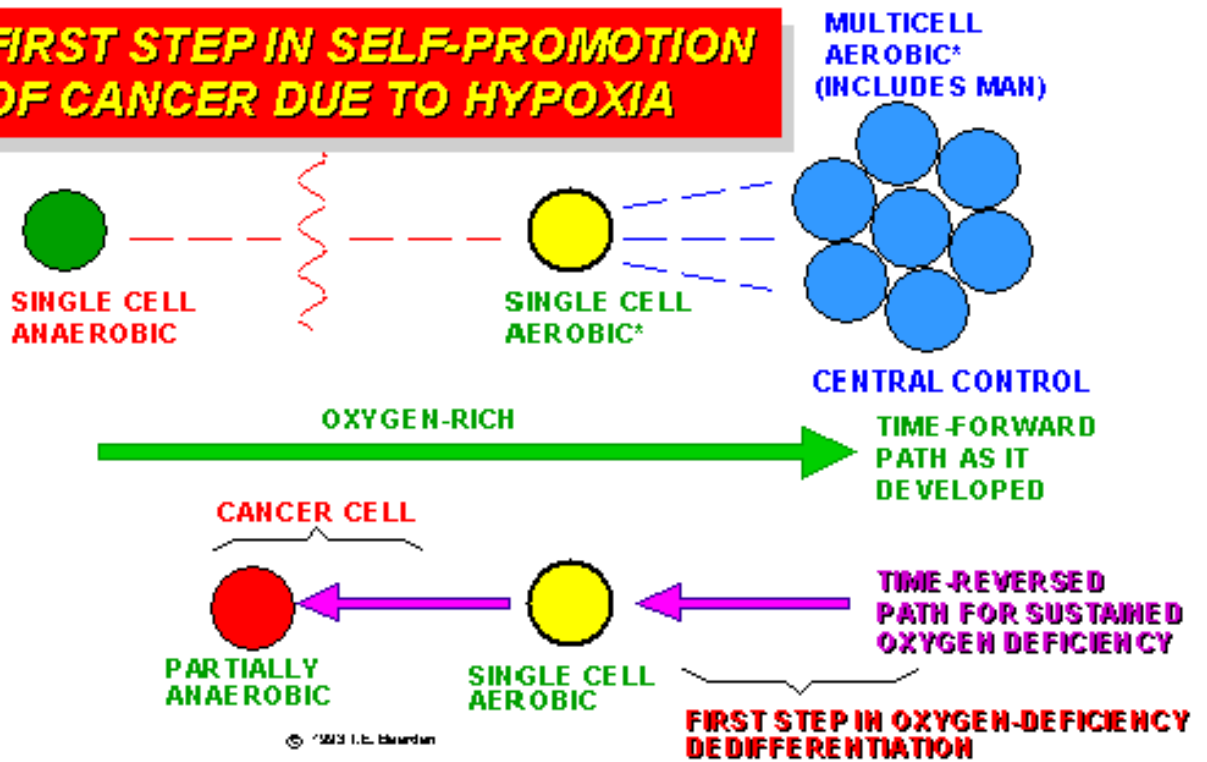 FIRST STEP IN SELF-PROMOTION
OF CANCER DUE TO HYPOXIA
MULTICELL
AEROBIC*
(INCLUDES MAN)
SINGLE CELL
ANAEROBIC
SINGLE CELL
AEROBIC*
CENTRAL CONTROL
OXYGEN-RICH
TIME-FORWARD
PATH AS IT
DEVELOPED
CANCER CELL
TIME-REVERSED
PATH FOR SUSTAINED
OXYGEN DEFICIENCY
PARTIALLY
ANAEROBIC
SINGLE CELL
AEROBIC
FIRST STEP IN OXYGEN-DEFICIENCY
DEDIFFERENTIATION
© 1993 T.E.